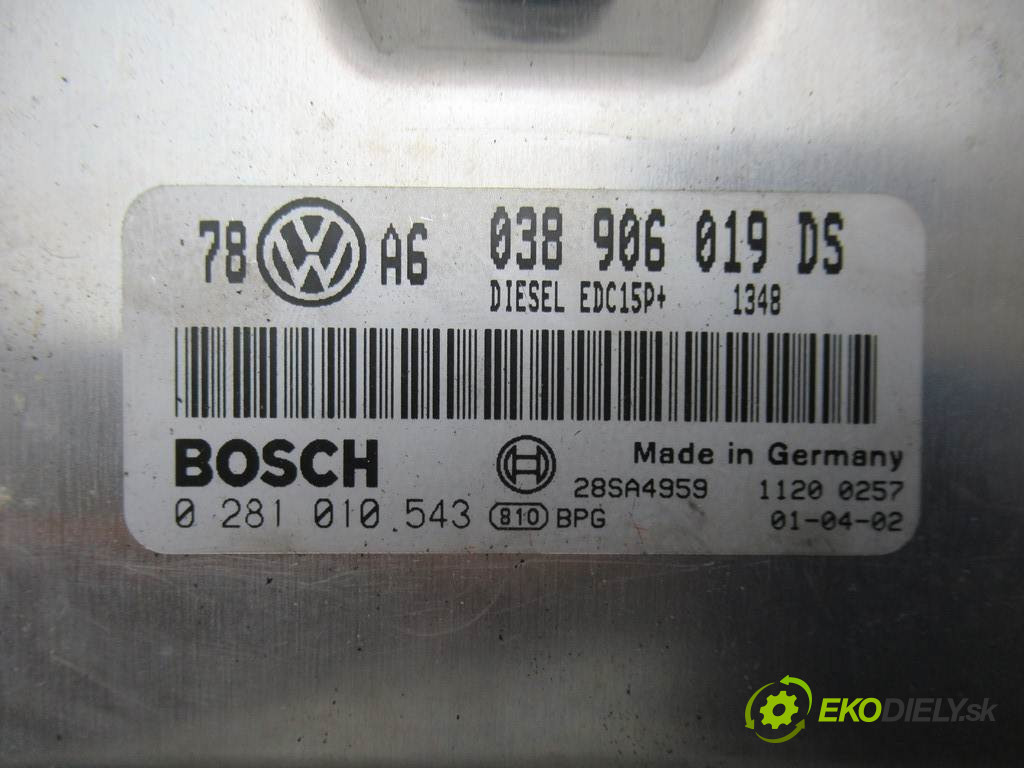 78 VW A6 038 906 019 DS
DIESEL EDC15P+ 1348
BOSCH
Made in Germany
28SA4959 1120 0257
0 281 010 543 810 BPG 01-04-02
EKODIELY.sk